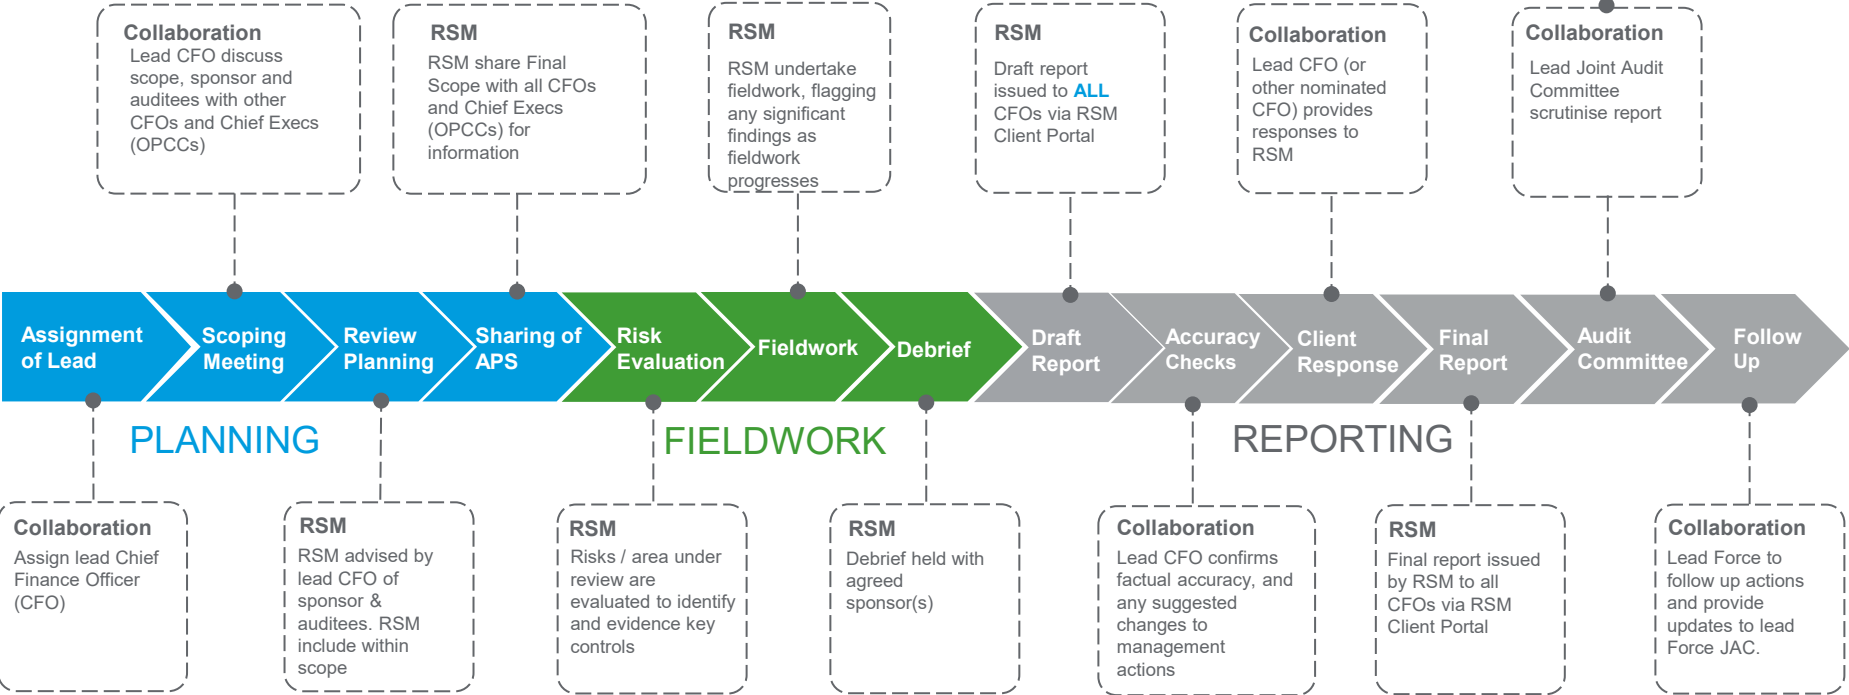 Collaboration
Lead CFO discuss
scope, sponsor and
auditees with other
CFOs and Chief Execs
(OPCCs)
RSM
RSM share Final
Scope with all CFOs
and Chief Execs
(OPCCs) for
information
RSM
RSM undertake
fieldwork, flagging
any significant
findings as
fieldwork
progresses
RSM
Draft report
issued to ALL
CFOs via RSM
Client Portal
Collaboration
Lead CFO (or
other nominated
CFO) provides
responses to
RSM
Collaboration
Lead Joint Audit
Committee
scrutinise report
Assignment
of Lead
Scoping
Meeting
Review
Planning
Sharing of
APS
Risk
Evaluation
Fieldwork
Debrief
Draft
Report
Accuracy
Checks
Client
Response
Final
Report
Audit
Committee
Follow
Up
PLANNING
FIELDWORK
REPORTING
Collaboration
Assign lead Chief
Finance Officer
(CFO)
RSM
RSM advised by
lead CFO of
sponsor &
auditees. RSM
include within
scope
RSM
Risks / area under
review are
evaluated to identify
and evidence key
controls
RSM
Debrief held with
agreed
sponsor(s)
Collaboration
Lead CFO confirms
factual accuracy, and
any suggested
changes to
management
actions
RSM
Final report issued
by RSM to all
CFOs via RSM
Client Portal
Collaboration
Lead Force to
follow up actions
and provide
updates to lead
Force JAC.